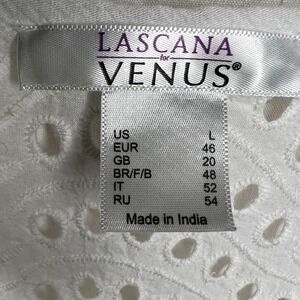 LASCANA
for
VENUS®
US L
EUR 46
GB 20
BR/F/B 48
IT 52
RU 54
Made in India